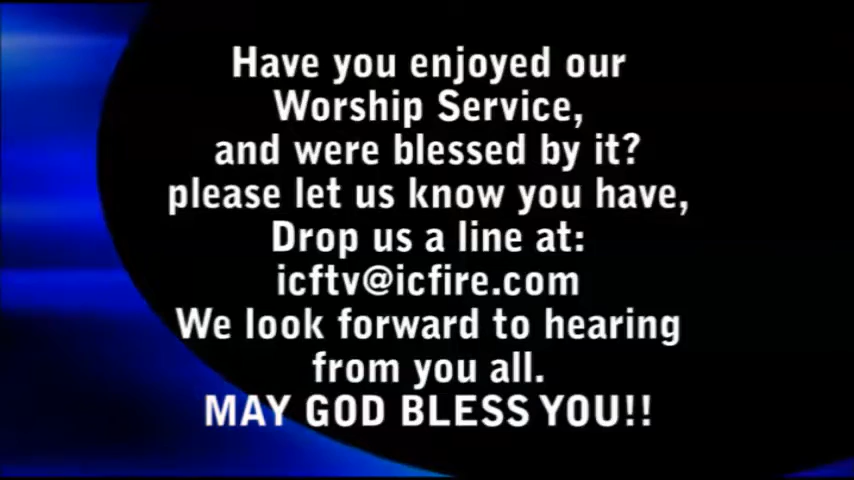 Have you enjoyed our
Worship Service,
and were blessed by it?
please let us know you have,
Drop us a line at:
icftv@icfire.com
We look forward to hearing
from you all.
MAY GOD BLESS YOU!!